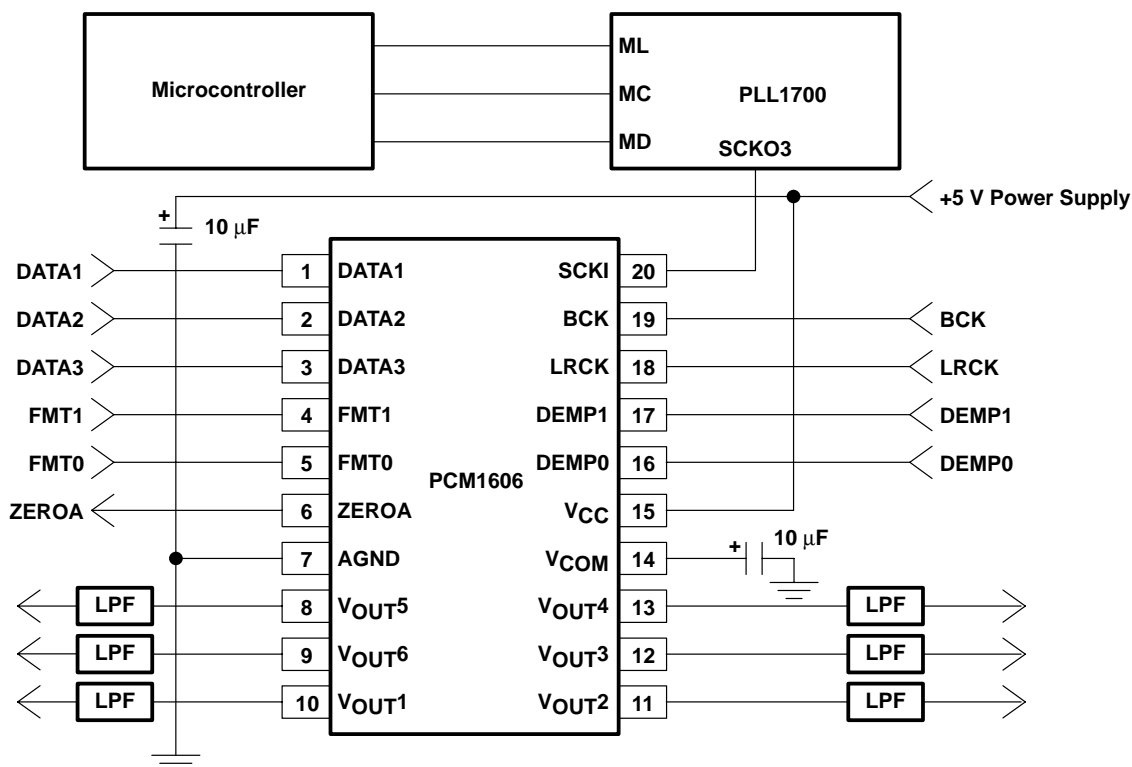 ML
Microcontroller
MC
PLL1700
MD
SCKO3
+5 V Power Supply
+
10 μF
DATA1
1
DATA1
SCKI
20
DATA2
2
DATA2
BCK
19
BCK
DATA3
3
DATA3
LRCK
18
LRCK
FMT1
4
FMT1
DEMP1
17
DEMP1
FMT0
5
FMT0
DEMP0
16
DEMP0
PCM1606
ZEROA
6
ZEROA
VCC
15
7
AGND
VCOM
14
+
10 μF
LPF
8
VOUT5
VOUT4
13
LPF
LPF
9
VOUT6
VOUT3
12
LPF
LPF
10
VOUT1
VOUT2
11
LPF